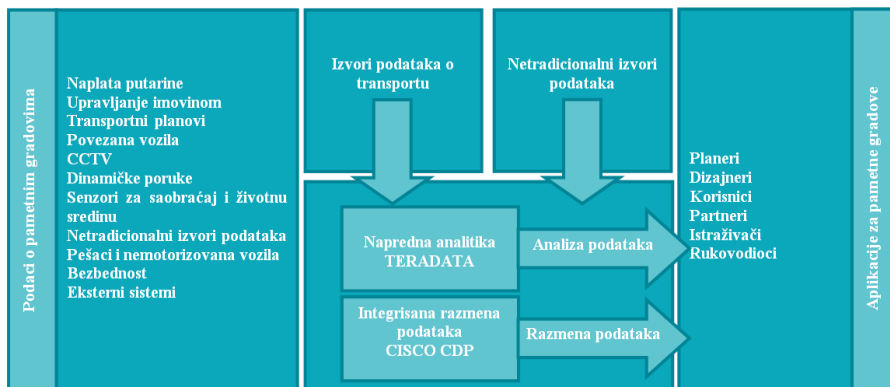 Podaci o pametnim gradovima
Naplata putarine
Upravljanje imovinom
Transportni planovi
Povezana vozila
CCTV
Dinamičke poruke
Senzori za saobraćaj i životnu
sredinu
Netradicionalni izvori podataka
Pešaci i nemotorizovana vozila
Bezbednost
Eksterni sistemi
Izvori podataka o
transportu
Netradicionalni izvori
podataka
Napredna analitika
TERADATA
Analiza podataka
Integrisana razmena
podataka
CISCO CDP
Razmena podataka
Planeri
Dizajneri
Korisnici
Partneri
Istraživači
Rukovodioci
Aplikacije za pametne gradove